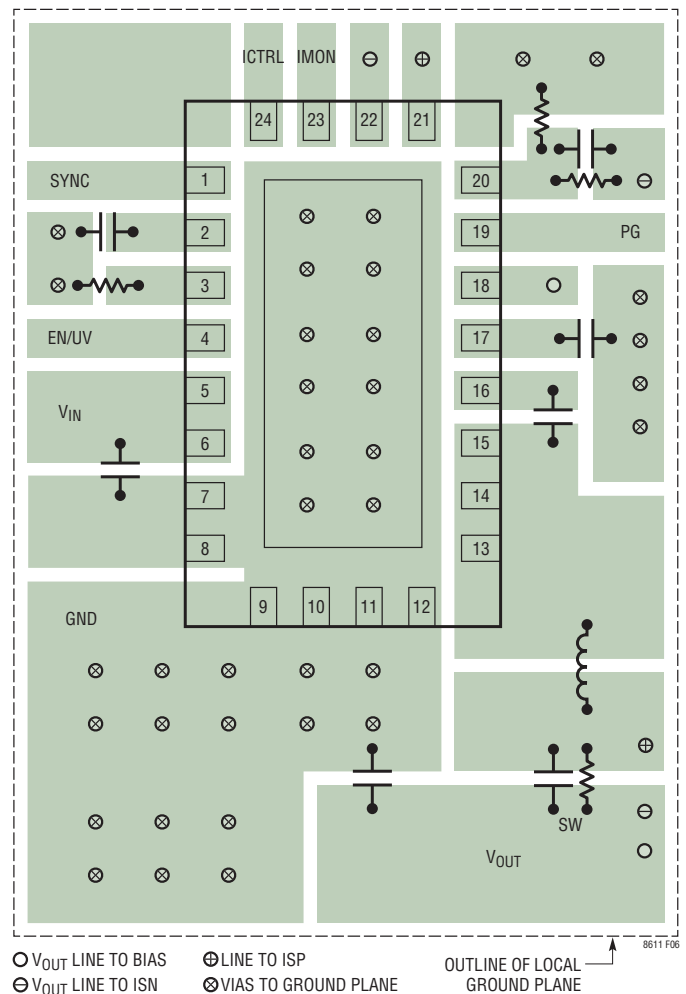 ICTRL IMON
24 23 22 21
SYNC 1 20
2 19 PG
3 18
EN/UV 4 17
5 16
VIN
6 15
7 14
8 13
9 10 11 12
GND
SW
VOUT
8611 F06
VOUT LINE TO BIAS LINE TO ISP OUTLINE OF LOCAL
VOUT LINE TO ISN VIAS TO GROUND PLANE GROUND PLANE